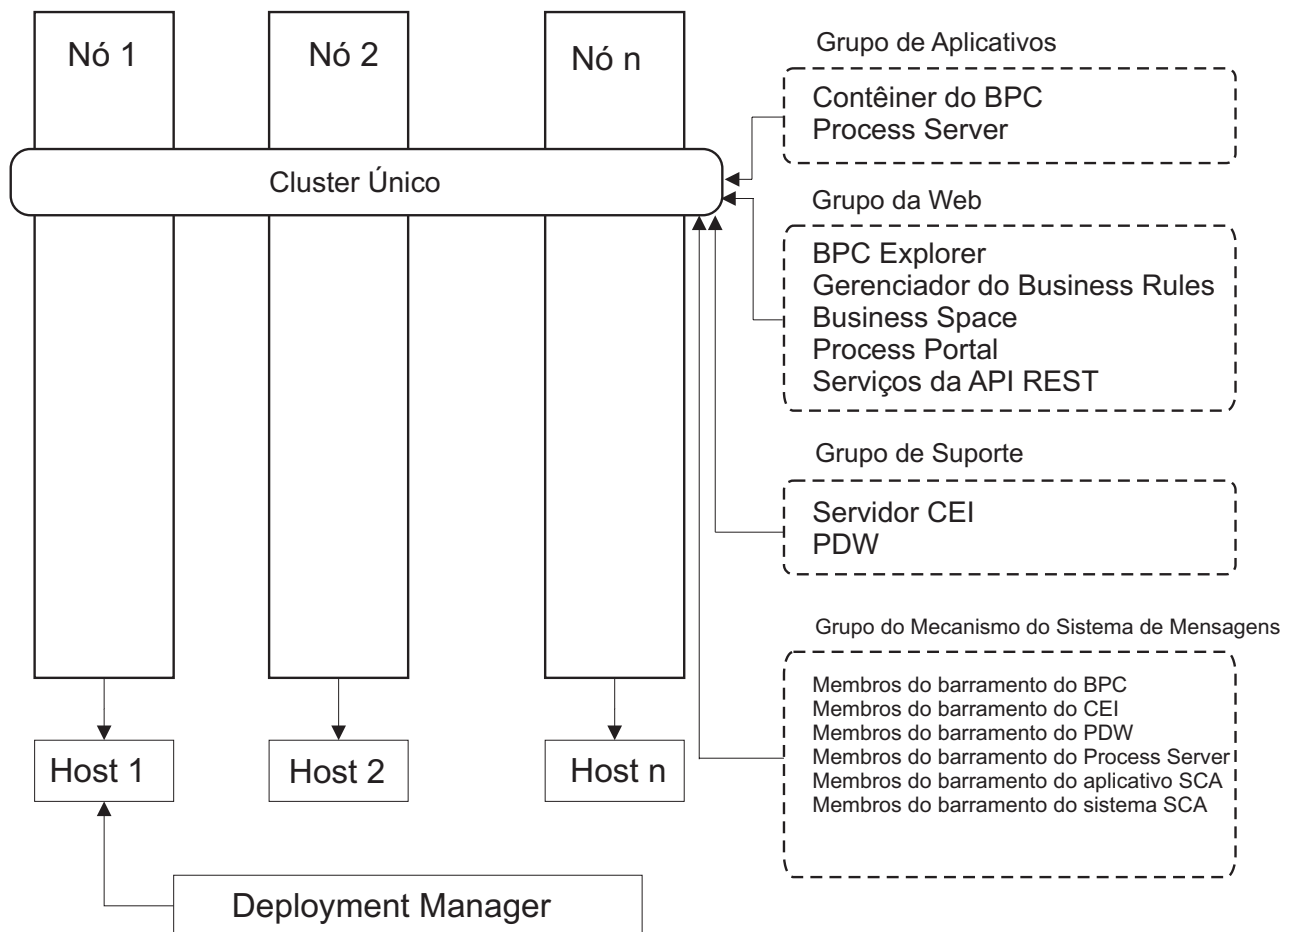 Nó 1
Nó 2
Nó n
Cluster Único
Host 1
Host 2
Host n
Deployment Manager
Grupo de Aplicativos
Contêiner do BPC
Process Server
Grupo da Web
BPC Explorer
Gerenciador do Business Rules
Business Space
Process Portal
Serviços da API REST
Grupo de Suporte
Servidor CEI
PDW
Grupo do Mecanismo do Sistema de Mensagens
Membros do barramento do BPC
Membros do barramento do CEI
Membros do barramento do PDW
Membros do barramento do Process Server
Membros do barramento do aplicativo SCA
Membros do barramento do sistema SCA